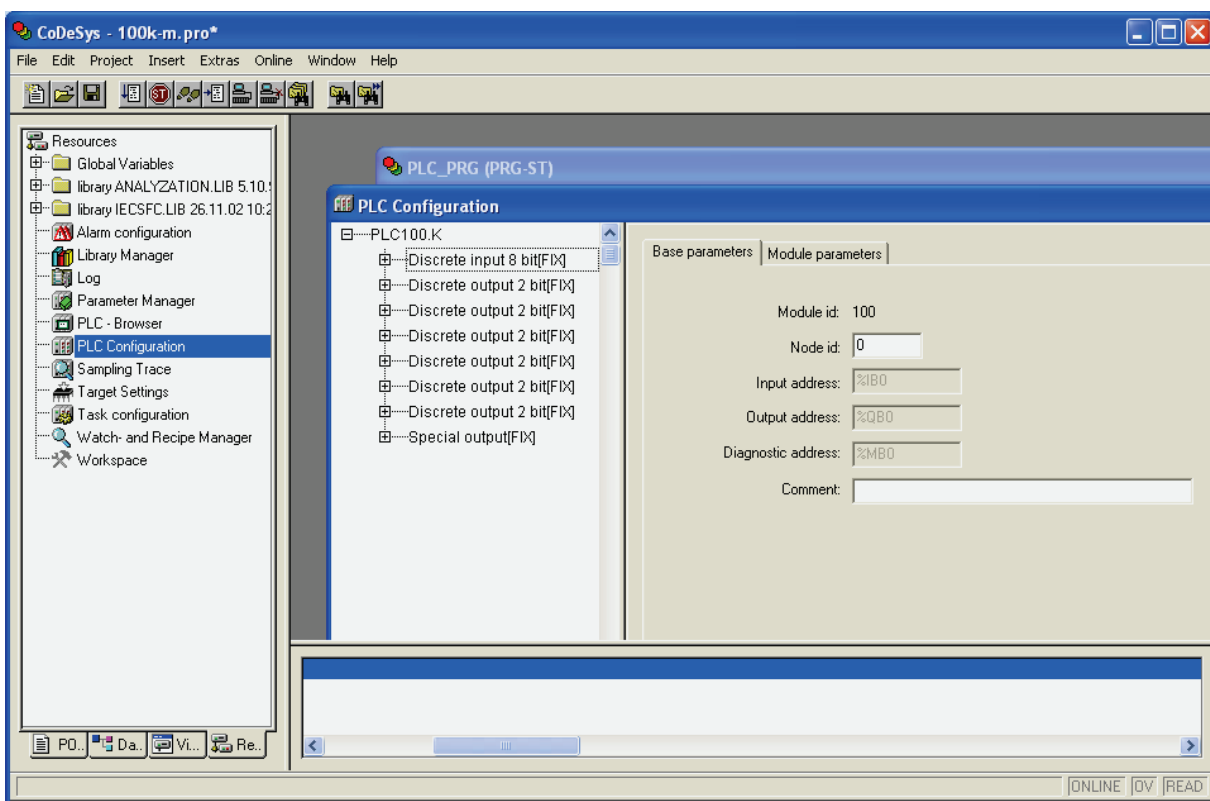 CoDeSys - 100k-m.pro*
File Edit Project Insert Extras Online Window Help
Resources
Global Variables
library ANALYZATION.LIB 5.10.9
library IECSFC.LIB 26.11.02 10:2
Alarm configuration
Library Manager
Log
Parameter Manager
PLC - Browser
PLC Configuration
Sampling Trace
Target Settings
Task configuration
Watch- and Recipe Manager
Workspace
PO.. Da.. Vi... Re..
PLC_PRG (PRG-ST)
PLC Configuration
PLC100.K
Discrete input 8 bit[FIX]
Discrete output 2 bit[FIX]
Discrete output 2 bit[FIX]
Discrete output 2 bit[FIX]
Discrete output 2 bit[FIX]
Discrete output 2 bit[FIX]
Discrete output 2 bit[FIX]
Special output[FIX]
Base parameters Module parameters
Module id: 100
Node id: 0
Input address: %IB0
Output address: %QB0
Diagnostic address: %MB0
Comment:
ONLINE OV READ